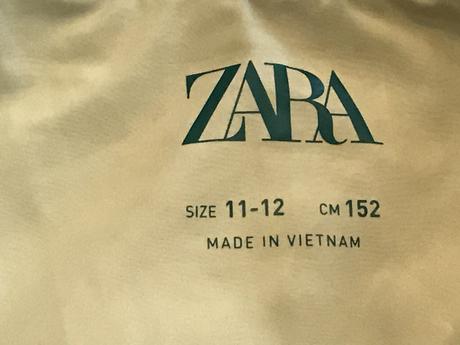 ZARA
SIZE 11-12 CM 152
MADE IN VIETNAM